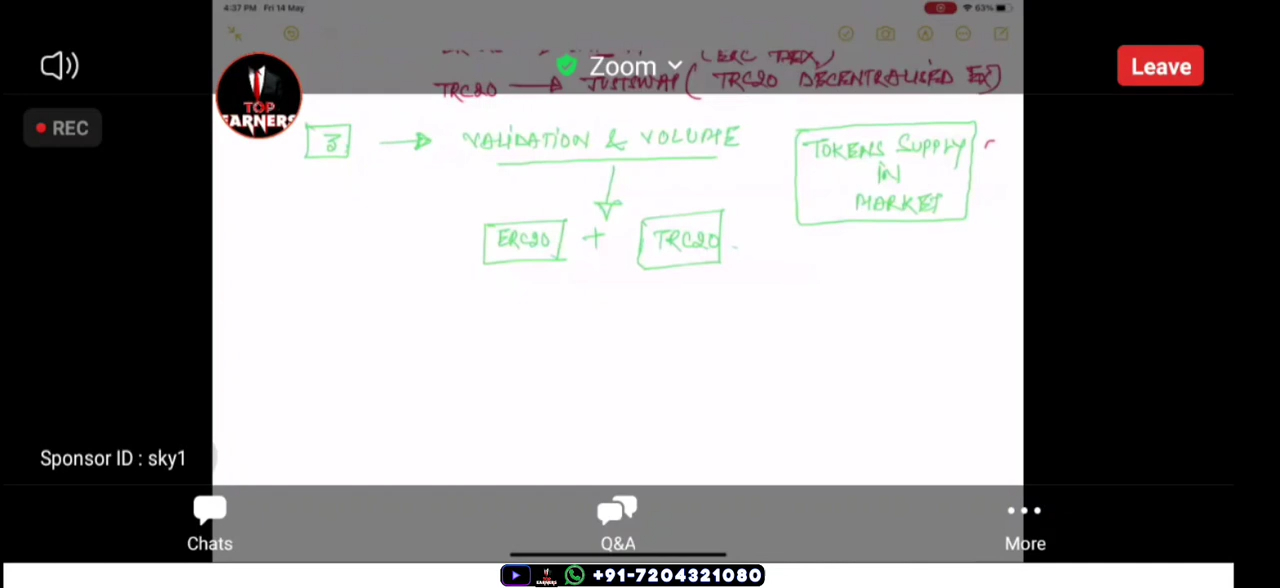 4:37 PM Fri 14 May
63%
(ERC
TRC20 → JUSTSWAP ( TRC20 DECENTRALISED EX)
Zoom
Leave
TOP
EARNERS
REC
3 → VALIDATION & VOLUME
TOKENS SUPPLY
IN
MARKET
ERC20 + TRC20
Sponsor ID : sky1
Chats
Q&A
More
+91-7204321080